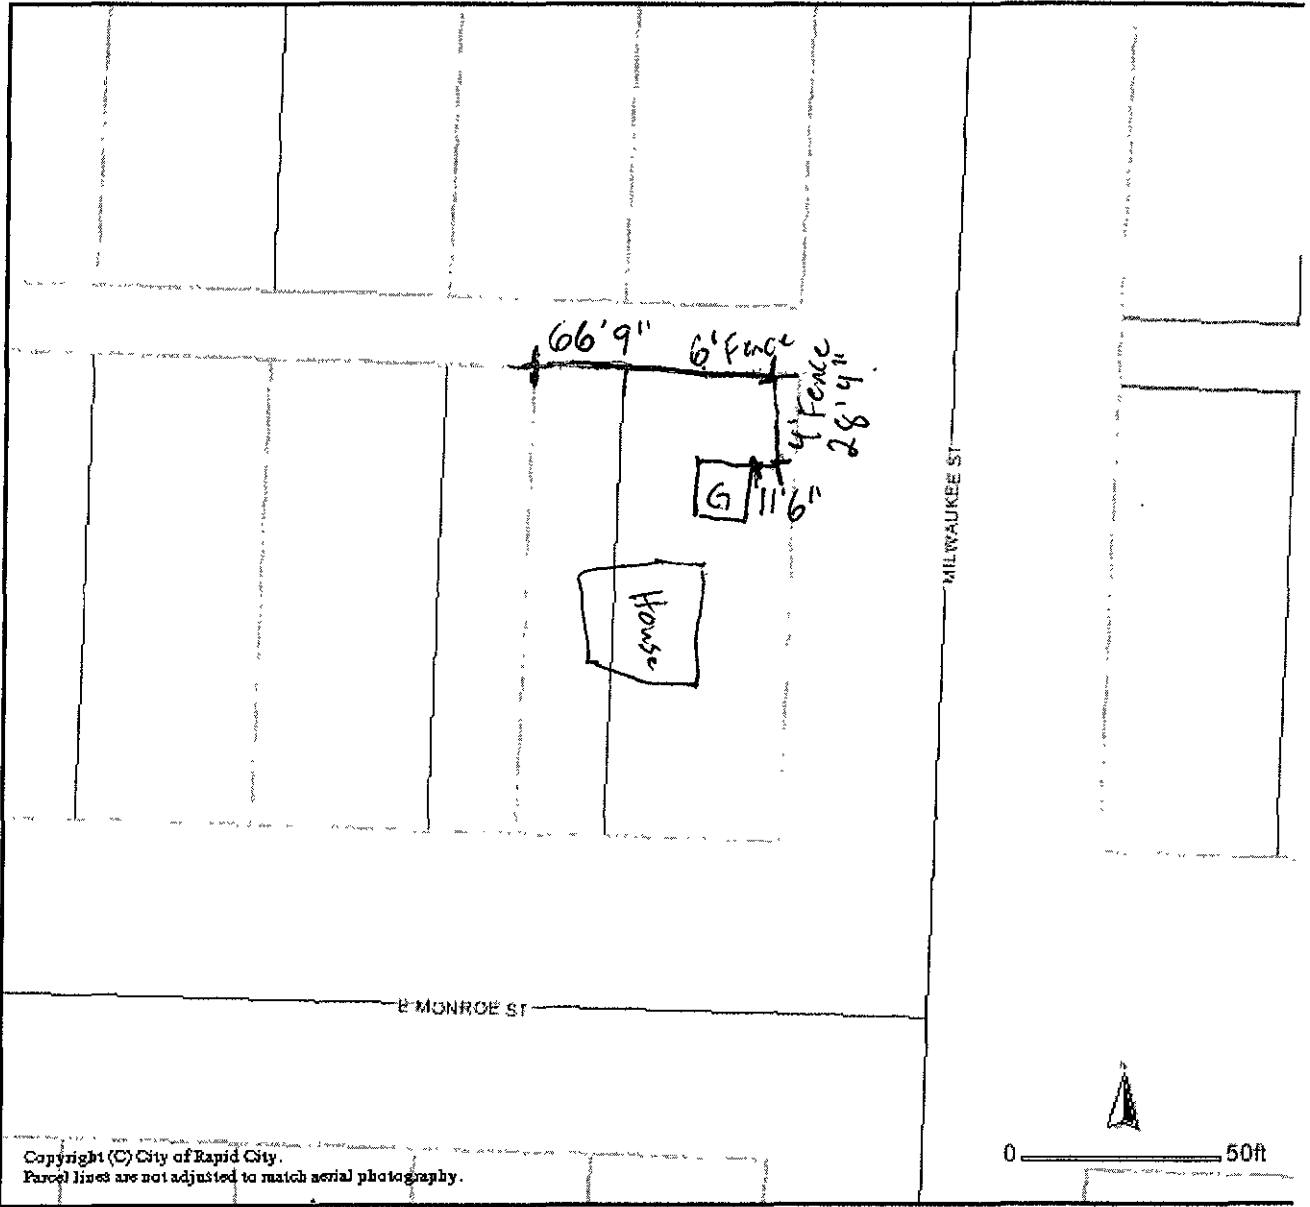 66'9"
6' Fence
4' Fence
28'4"
G
11'6"
House
MILWAUKEE ST
E MONROE ST
Copyright (C) City of Rapid City.
Parcel lines are not adjusted to match aerial photography.
0 50ft